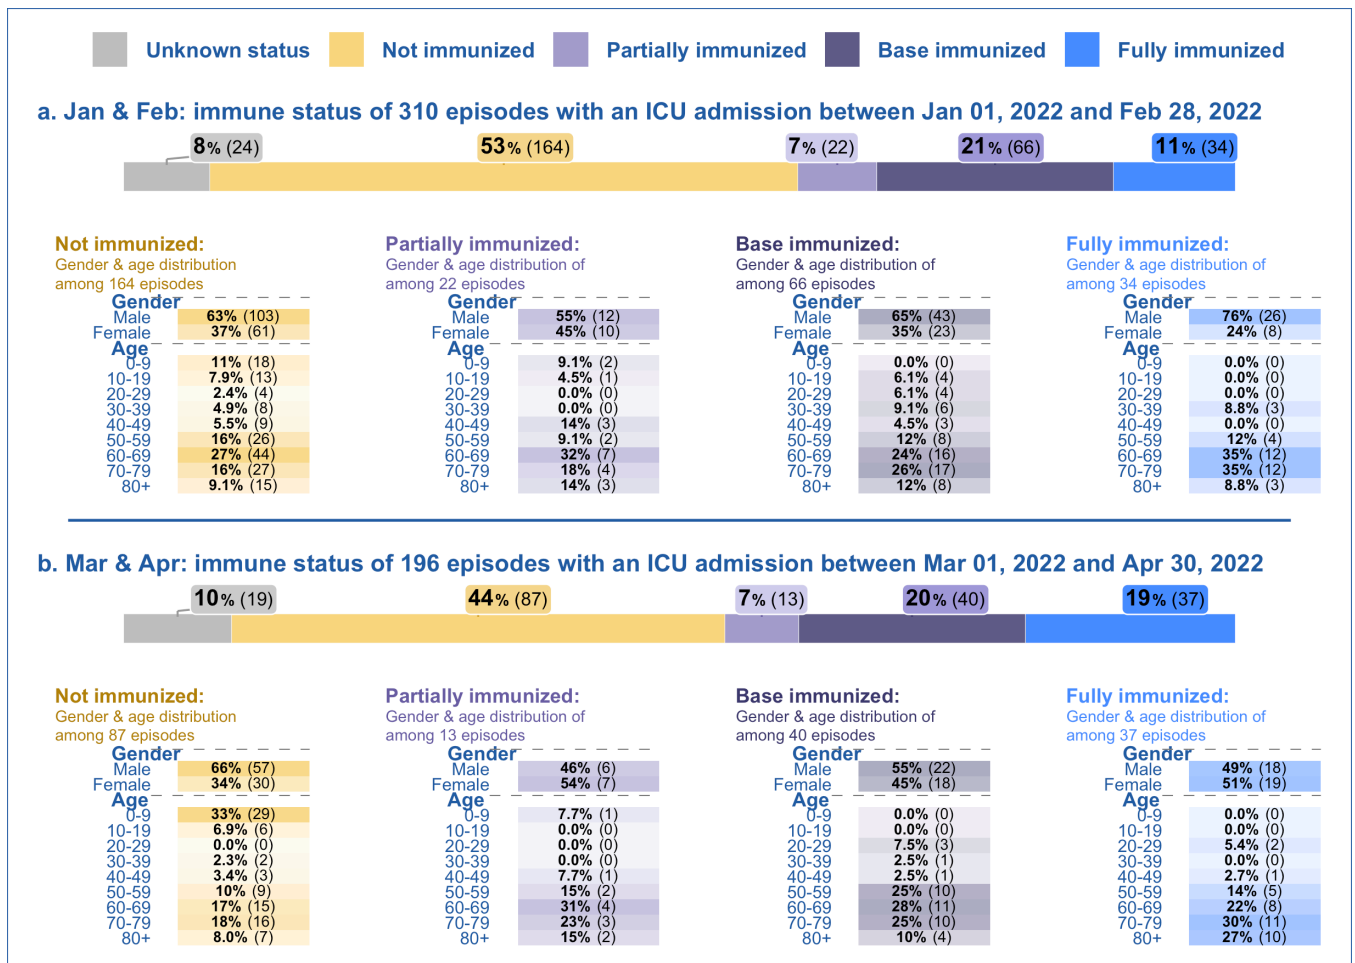 Unknown status Not immunized Partially immunized Base immunized Fully immunized
a. Jan & Feb: immune status of 310 episodes with an ICU admission between Jan 01, 2022 and Feb 28, 2022
8% (24) 53% (164) 7% (22) 21% (66) 11% (34)
Not immunized:
Gender & age distribution
among 164 episodes
Gender
Male 63% (103)
Female 37% (61)
Age
0-9 11% (18)
10-19 7.9% (13)
20-29 2.4% (4)
30-39 4.9% (8)
40-49 5.5% (9)
50-59 16% (26)
60-69 27% (44)
70-79 16% (27)
80+ 9.1% (15)
Partially immunized:
Gender & age distribution of
among 22 episodes
Gender
Male 55% (12)
Female 45% (10)
Age
0-9 9.1% (2)
10-19 4.5% (1)
20-29 0.0% (0)
30-39 0.0% (0)
40-49 14% (3)
50-59 9.1% (2)
60-69 32% (7)
70-79 18% (4)
80+ 14% (3)
Base immunized:
Gender & age distribution of
among 66 episodes
Gender
Male 65% (43)
Female 35% (23)
Age
0-9 0.0% (0)
10-19 6.1% (4)
20-29 6.1% (4)
30-39 9.1% (6)
40-49 4.5% (3)
50-59 12% (8)
60-69 24% (16)
70-79 26% (17)
80+ 12% (8)
Fully immunized:
Gender & age distribution of
among 34 episodes
Gender
Male 76% (26)
Female 24% (8)
Age
0-9 0.0% (0)
10-19 0.0% (0)
20-29 0.0% (0)
30-39 8.8% (3)
40-49 0.0% (0)
50-59 12% (4)
60-69 35% (12)
70-79 35% (12)
80+ 8.8% (3)
b. Mar & Apr: immune status of 196 episodes with an ICU admission between Mar 01, 2022 and Apr 30, 2022
10% (19) 44% (87) 7% (13) 20% (40) 19% (37)
Not immunized:
Gender & age distribution
among 87 episodes
Gender
Male 66% (57)
Female 34% (30)
Age
0-9 33% (29)
10-19 6.9% (6)
20-29 0.0% (0)
30-39 2.3% (2)
40-49 3.4% (3)
50-59 10% (9)
60-69 17% (15)
70-79 18% (16)
80+ 8.0% (7)
Partially immunized:
Gender & age distribution of
among 13 episodes
Gender
Male 46% (6)
Female 54% (7)
Age
0-9 7.7% (1)
10-19 0.0% (0)
20-29 0.0% (0)
30-39 0.0% (0)
40-49 7.7% (1)
50-59 15% (2)
60-69 31% (4)
70-79 23% (3)
80+ 15% (2)
Base immunized:
Gender & age distribution of
among 40 episodes
Gender
Male 55% (22)
Female 45% (18)
Age
0-9 0.0% (0)
10-19 0.0% (0)
20-29 7.5% (3)
30-39 2.5% (1)
40-49 2.5% (1)
50-59 25% (10)
60-69 28% (11)
70-79 25% (10)
80+ 10% (4)
Fully immunized:
Gender & age distribution of
among 37 episodes
Gender
Male 49% (18)
Female 51% (19)
Age
0-9 0.0% (0)
10-19 0.0% (0)
20-29 5.4% (2)
30-39 0.0% (0)
40-49 2.7% (1)
50-59 14% (5)
60-69 22% (8)
70-79 30% (11)
80+ 27% (10)